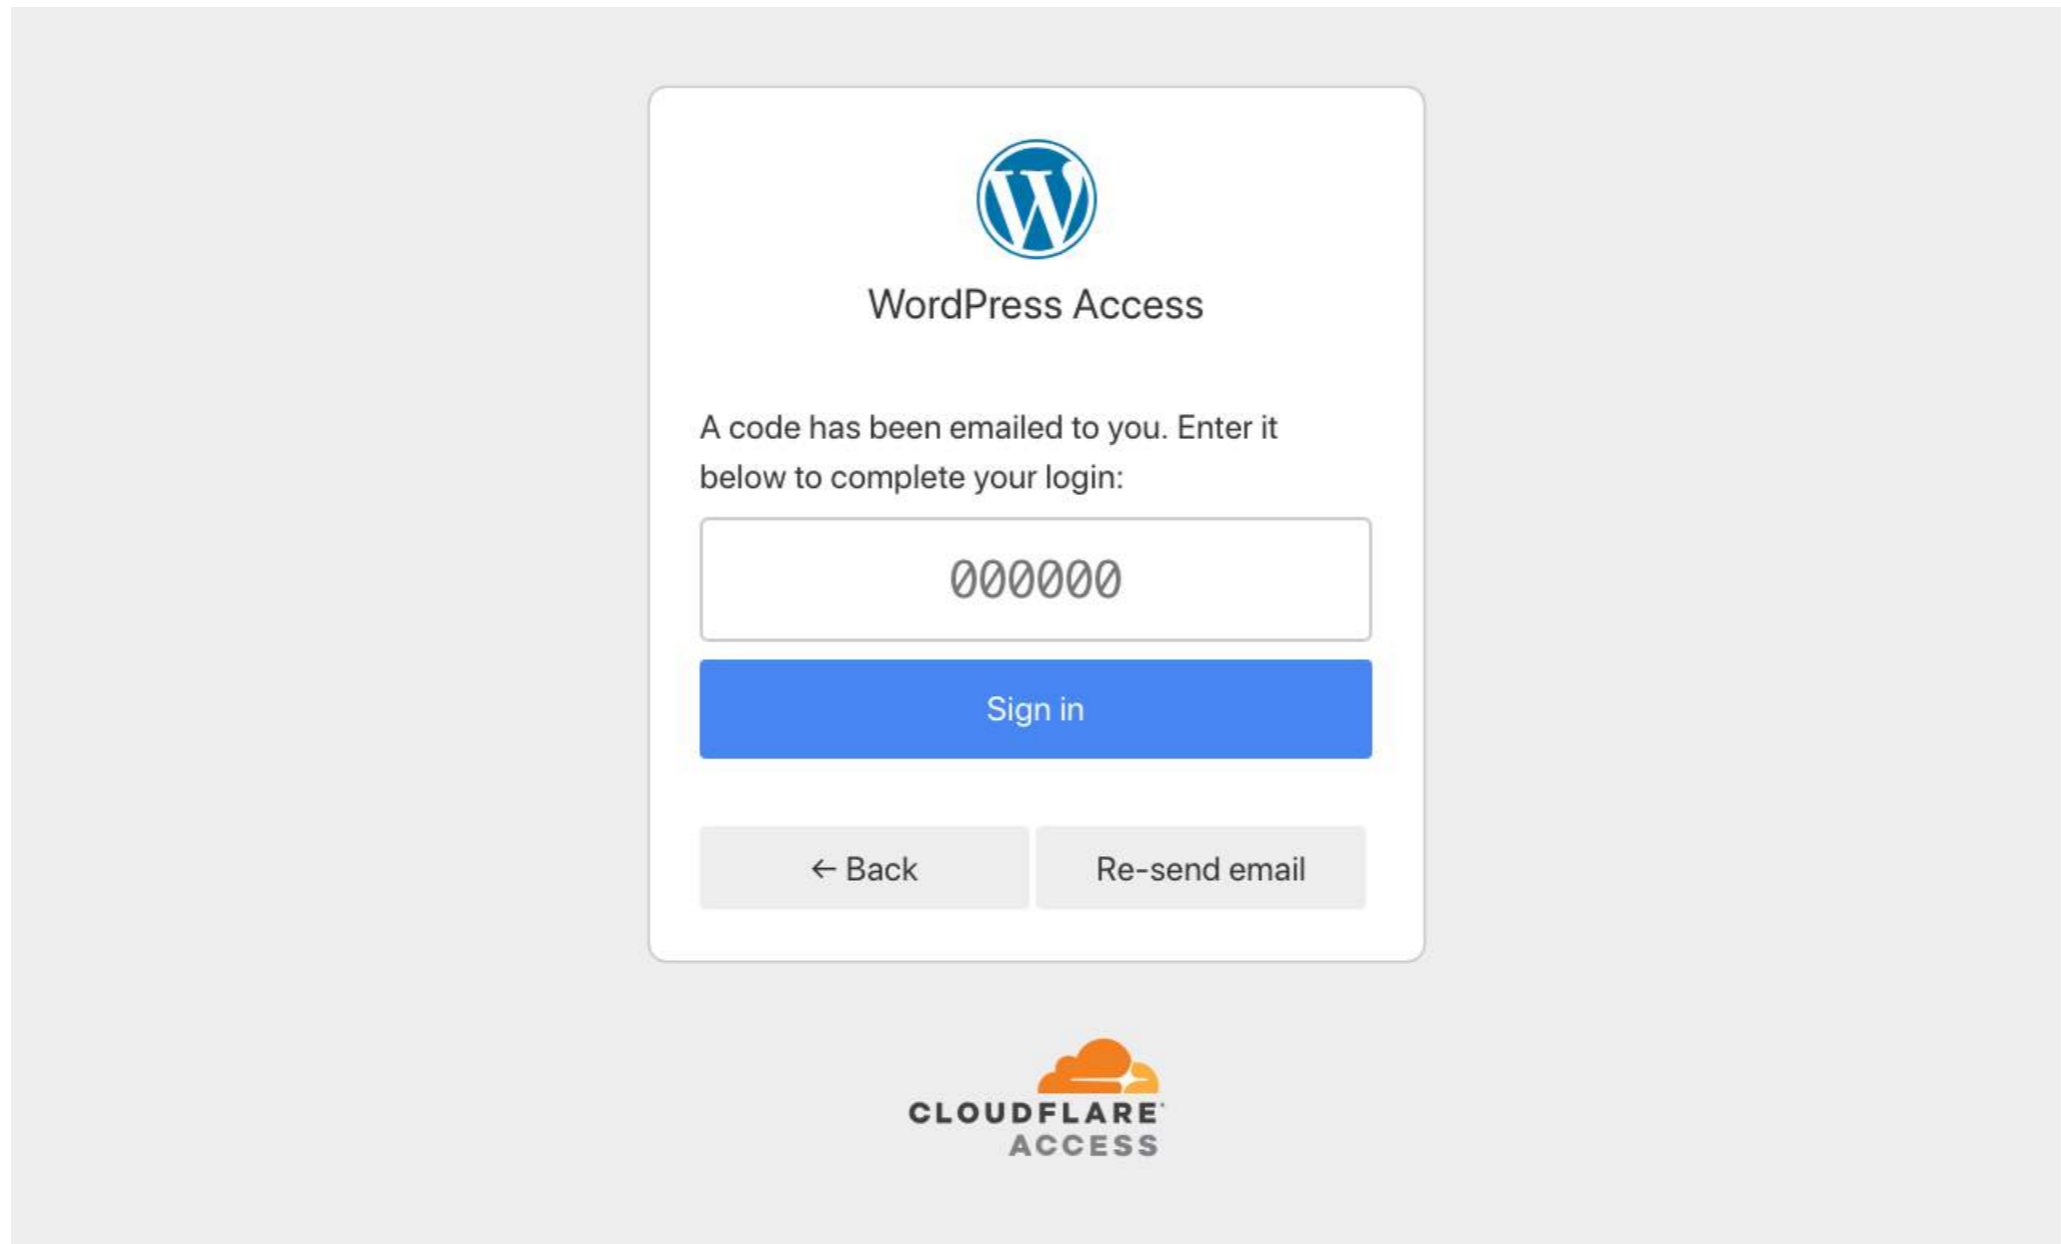 WordPress Access
A code has been emailed to you. Enter it
below to complete your login:
000000
Sign in
← Back
Re-send email
CLOUDFLARE
ACCESS